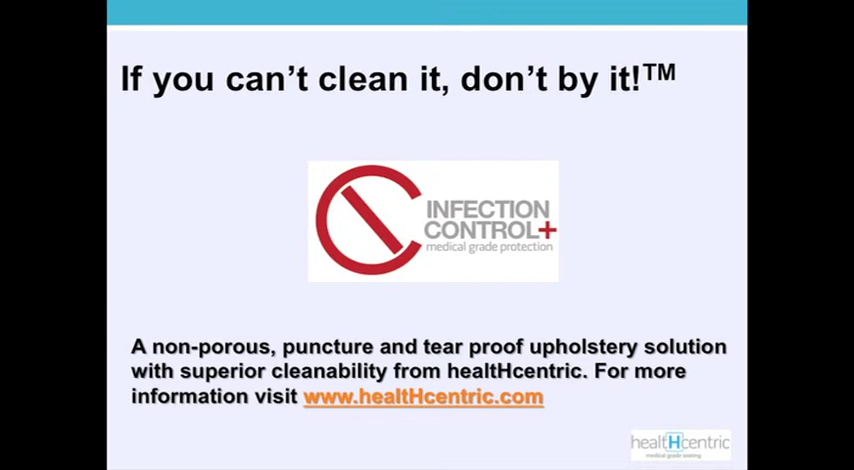 If you can't clean it, don't by it!™
INFECTION
CONTROL+
medical grade protection
A non-porous, puncture and tear proof upholstery solution
with superior cleanability from healtHcentric. For more
information visit www.healtHcentric.com
healtHcentric
medical grade seating